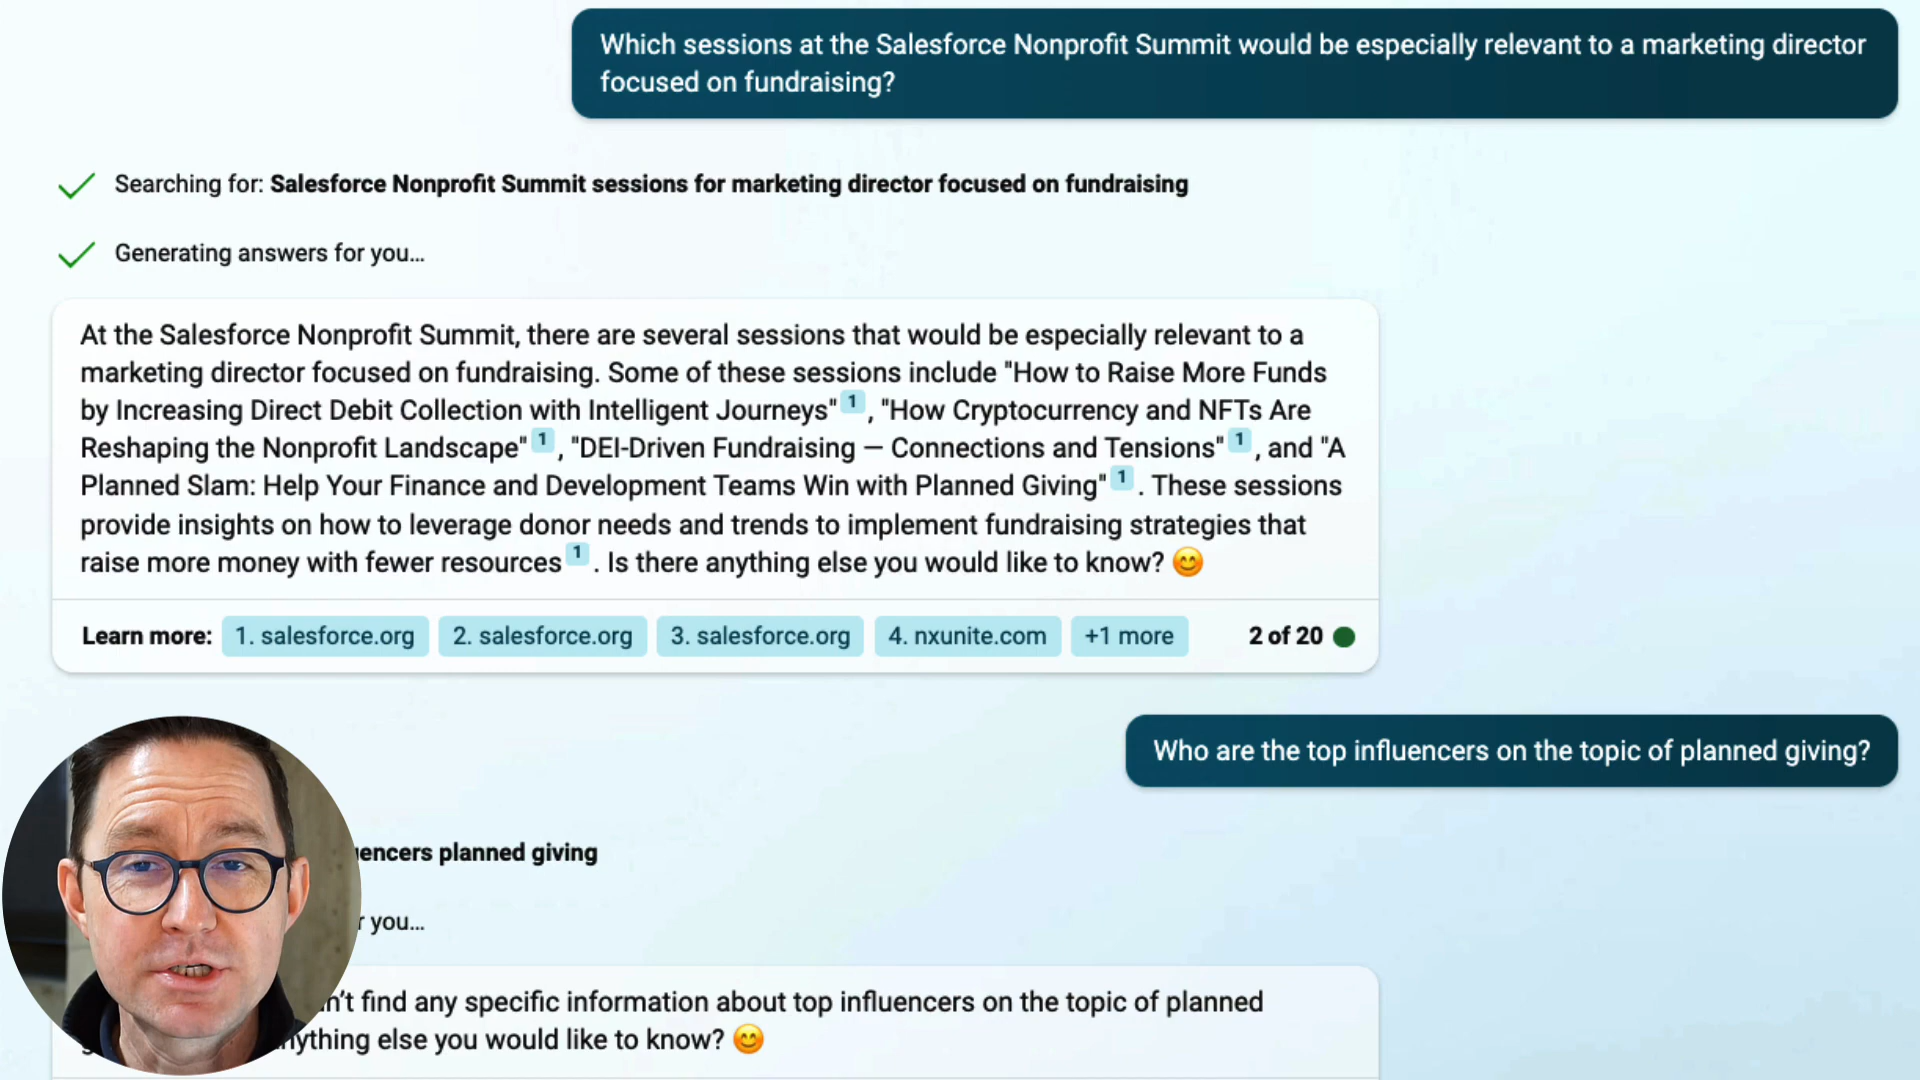 Which sessions at the Salesforce Nonprofit Summit would be especially relevant to a marketing director
focused on fundraising?
Searching for: Salesforce Nonprofit Summit sessions for marketing director focused on fundraising
Generating answers for you...
At the Salesforce Nonprofit Summit, there are several sessions that would be especially relevant to a
marketing director focused on fundraising. Some of these sessions include "How to Raise More Funds
by Increasing Direct Debit Collection with Intelligent Journeys" 1 , "How Cryptocurrency and NFTs Are
Reshaping the Nonprofit Landscape" 1 , "DEI-Driven Fundraising — Connections and Tensions" 1 , and "A
Planned Slam: Help Your Finance and Development Teams Win with Planned Giving" 1 . These sessions
provide insights on how to leverage donor needs and trends to implement fundraising strategies that
raise more money with fewer resources 1 . Is there anything else you would like to know? 😊
Learn more: 1. salesforce.org 2. salesforce.org 3. salesforce.org 4. nxunite.com +1 more 2 of 20
Who are the top influencers on the topic of planned giving?
planned giving
you...
find any specific information about top influencers on the topic of planned
else you would like to know? 😊